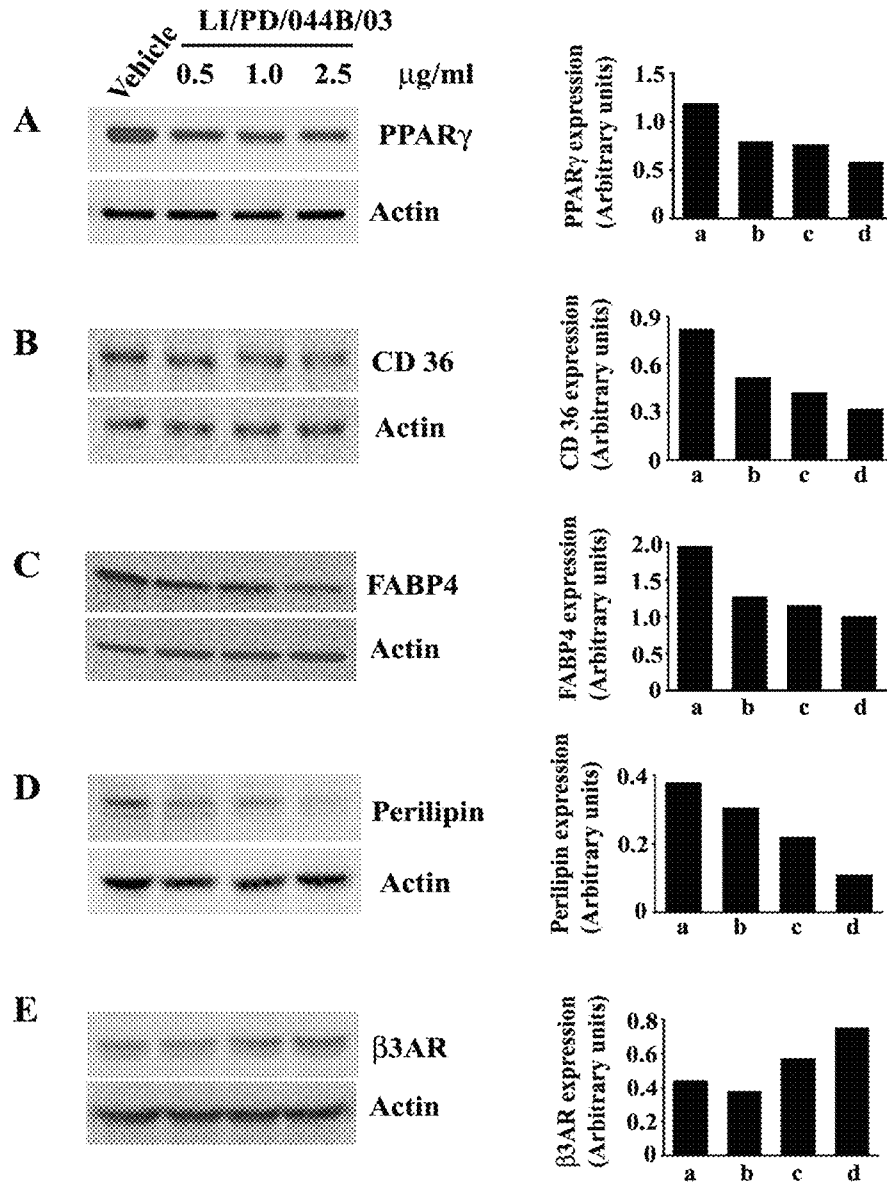 LI/PD/044B/03
Vehicle 0.5 1.0 2.5 μg/ml
A
PPARγ
Actin
PPARγ expression
(Arbitrary units)
1.5
1.0
0.5
0
a b c d
B
CD 36
Actin
CD 36 expression
(Arbitrary units)
0.9
0.6
0.3
0
a b c d
C
FABP4
Actin
FABP4 expression
(Arbitrary units)
2.0
1.5
1.0
0.5
0
a b c d
D
Perilipin
Actin
Perilipin expression
(Arbitrary units)
0.4
0.2
0
a b c d
E
β3AR
Actin
β3AR expression
(Arbitrary units)
0.8
0.6
0.4
0.2
0
a b c d